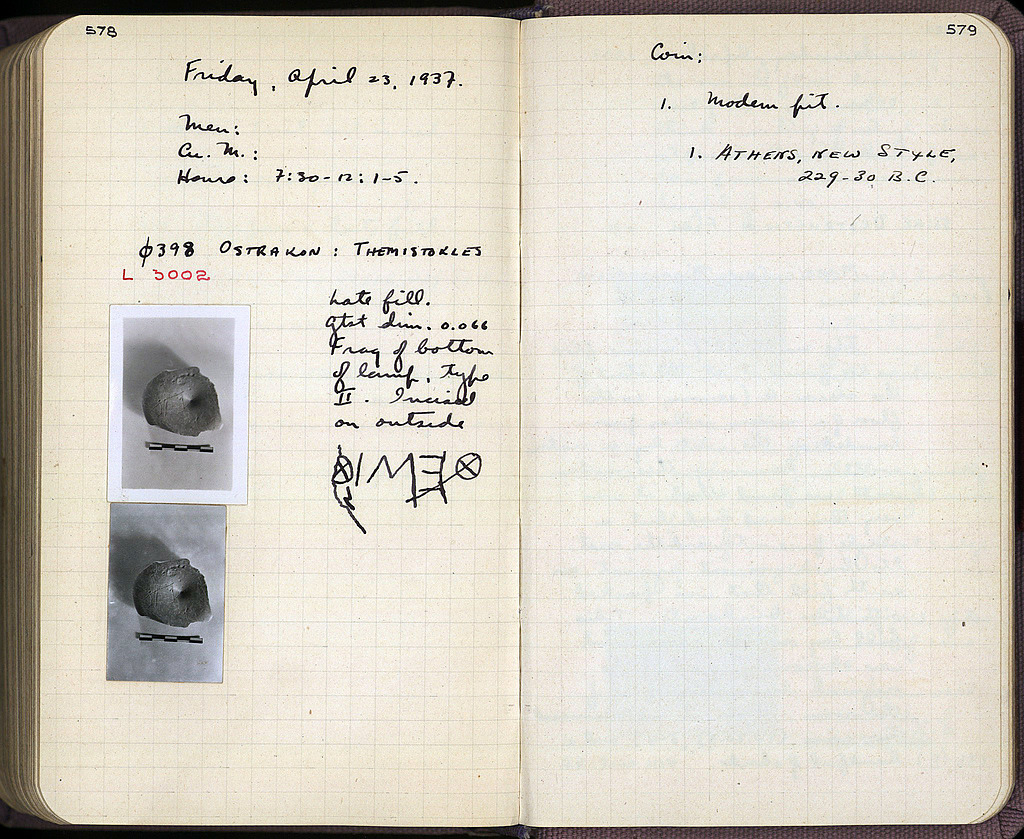 578
Friday, April 23, 1937.
Men:
Cu. M.:
Hours: 7:30-12; 1-5.
ϕ398 OSTRAKON: THEMISTOKLES
L 3002
Late fill.
Gtst dim. 0.066
Frag of bottom
of lamp, type
II. Incised
on outside
579
Coin:
1. Modern pit.
1. ATHENS, NEW STYLE,
229-30 B.C.